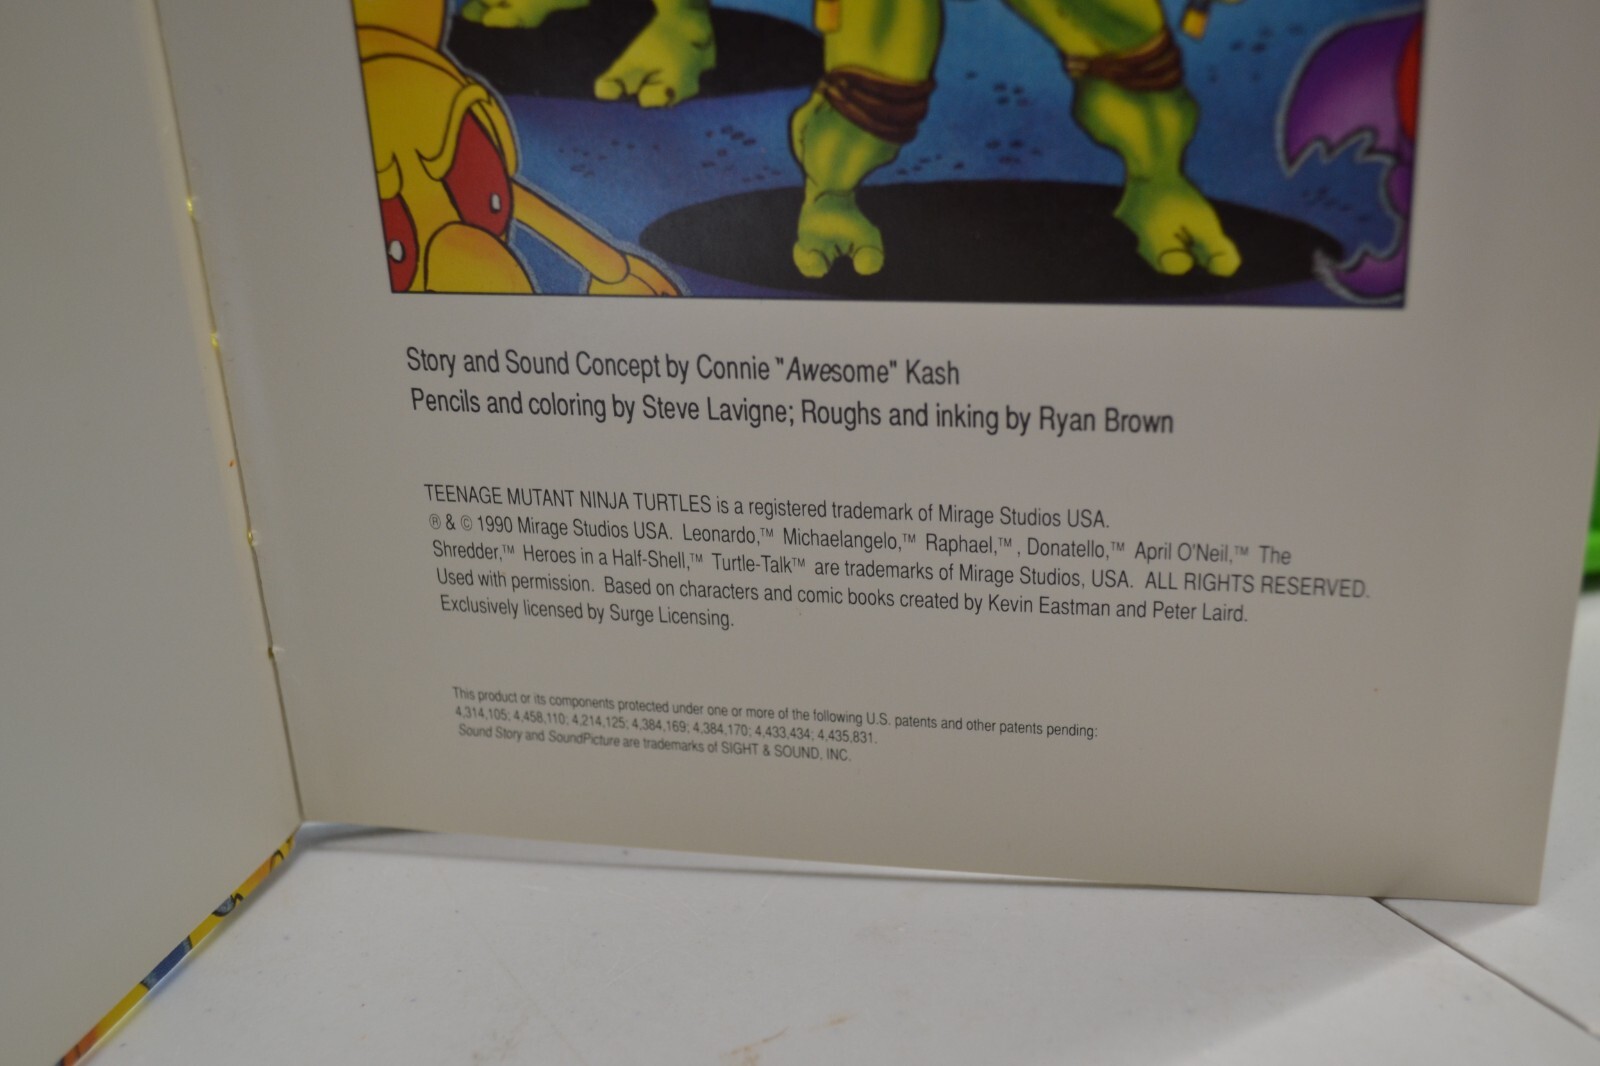 Story and Sound Concept by Connie "Awesome" Kash
Pencils and coloring by Steve Lavigne; Roughs and inking by Ryan Brown
TEENAGE MUTANT NINJA TURTLES is a registered trademark of Mirage Studios USA.
® & © 1990 Mirage Studios USA. Leonardo,™ Michaelangelo,™ Raphael,™, Donatello,™ April O'Neil,™ The
Shredder,™ Heroes in a Half-Shell,™ Turtle-Talk™ are trademarks of Mirage Studios, USA. ALL RIGHTS RESERVED.
Used with permission. Based on characters and comic books created by Kevin Eastman and Peter Laird.
Exclusively licensed by Surge Licensing.
This product or its components protected under one or more of the following U.S. patents and other patents pending:
4,314,105; 4,458,110; 4,214,125; 4,384,169; 4,384,170; 4,433,434; 4,435,831.
Sound Story and SoundPicture are trademarks of SIGHT & SOUND, INC.